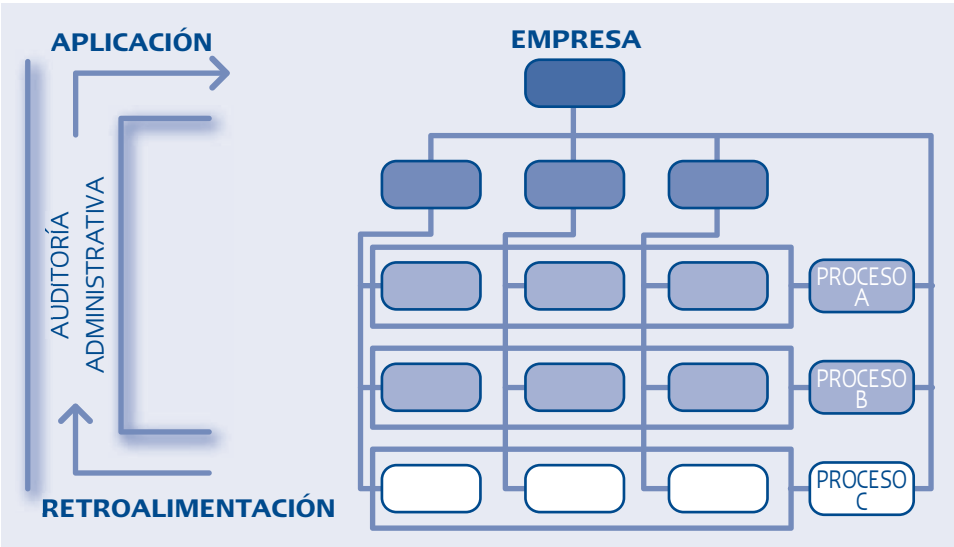 APLICACIÓN
EMPRESA
AUDITORÍA
ADMINISTRATIVA
PROCESO
A
PROCESO
B
PROCESO
C
RETROALIMENTACIÓN